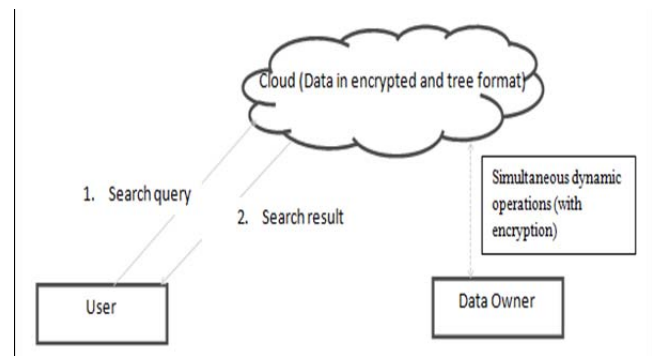 Cloud (Data in encrypted and tree format)
1. Search query
2. Search result
Simultaneous dynamic
operations (with
encryption)
User
Data Owner